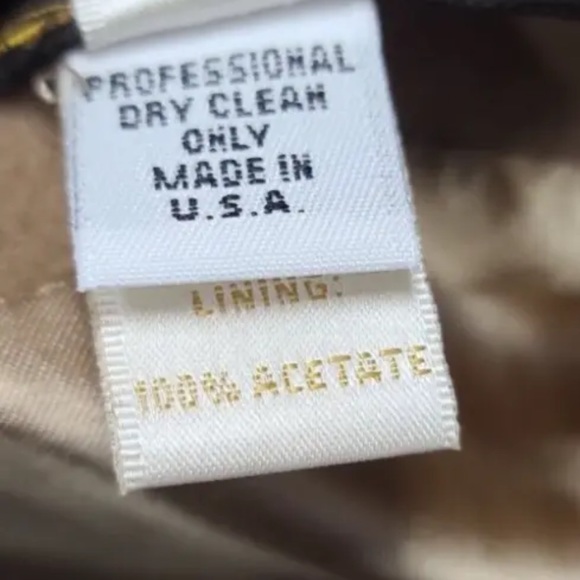 PROFESSIONAL
DRY CLEAN
ONLY
MADE IN
U.S.A.
LINING:
100% ACETATE